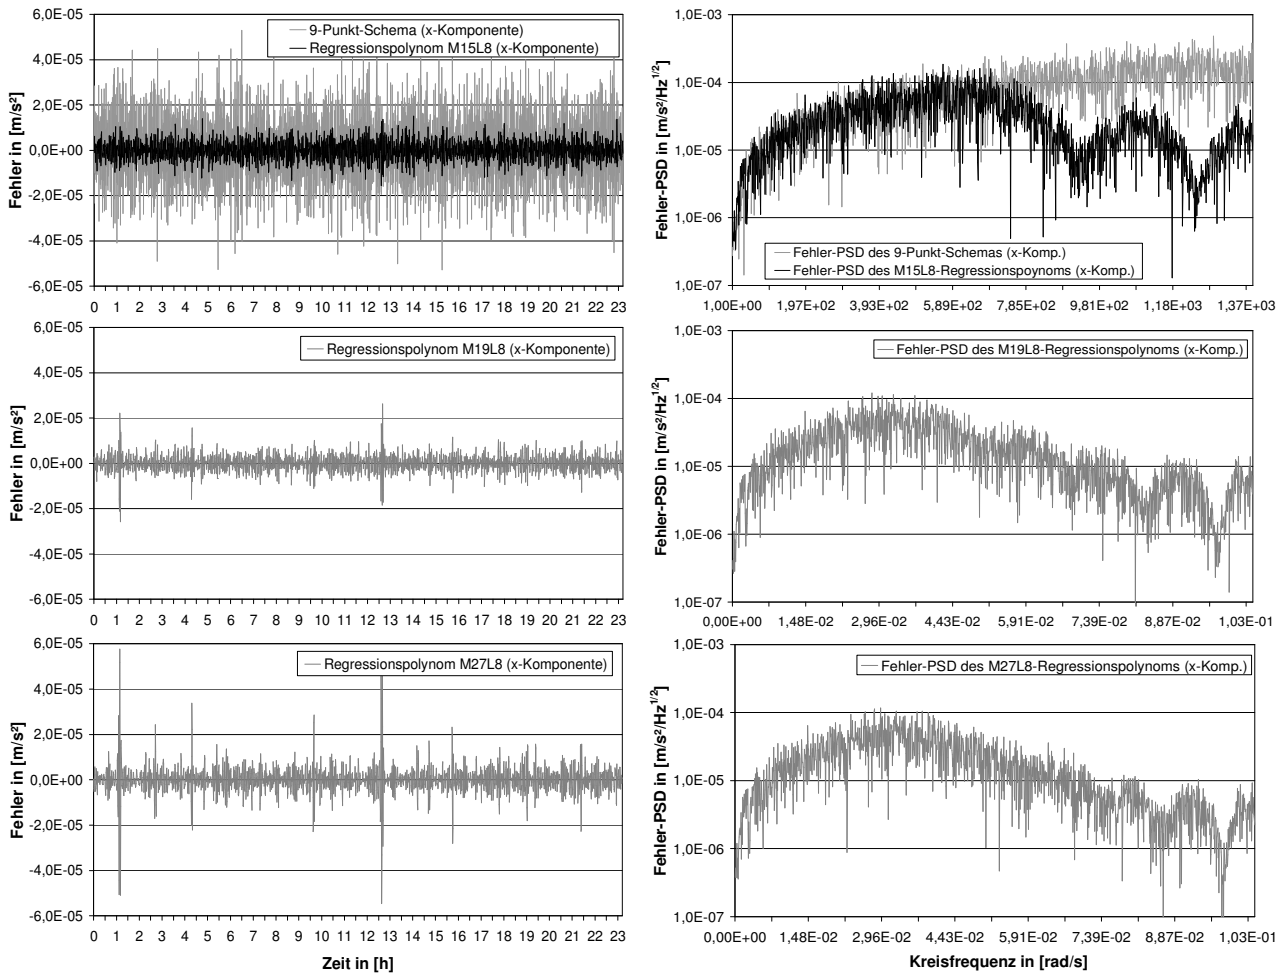 Fehler in [m/s²]
6,0E-05
4,0E-05
2,0E-05
0,0E+00
-2,0E-05
-4,0E-05
-6,0E-05
9-Punkt-Schema (x-Komponente)
Regressionspolynom M15L8 (x-Komponente)
0 1 2 3 4 5 6 7 8 9 10 11 12 13 14 15 16 17 18 19 20 21 22 23
Fehler-PSD in [m/s²/Hz^1/2]
1,0E-03
1,0E-04
1,0E-05
1,0E-06
1,0E-07
Fehler-PSD des 9-Punkt-Schemas (x-Komp.)
Fehler-PSD des M15L8-Regressionspoynoms (x-Komp.)
1,00E+00 1,97E+02 3,93E+02 5,89E+02 7,85E+02 9,81E+02 1,18E+03 1,37E+03
Fehler in [m/s²]
6,0E-05
4,0E-05
2,0E-05
0,0E+00
-2,0E-05
-4,0E-05
-6,0E-05
Regressionspolynom M19L8 (x-Komponente)
0 1 2 3 4 5 6 7 8 9 10 11 12 13 14 15 16 17 18 19 20 21 22 23
Fehler-PSD in [m/s²/Hz^1/2]
1,0E-03
1,0E-04
1,0E-05
1,0E-06
1,0E-07
Fehler-PSD des M19L8-Regressionspolynoms (x-Komp.)
0,00E+00 1,48E-02 2,96E-02 4,43E-02 5,91E-02 7,39E-02 8,87E-02 1,03E-01
Fehler in [m/s²]
6,0E-05
4,0E-05
2,0E-05
0,0E+00
-2,0E-05
-4,0E-05
-6,0E-05
Regressionspolynom M27L8 (x-Komponente)
0 1 2 3 4 5 6 7 8 9 10 11 12 13 14 15 16 17 18 19 20 21 22 23
Zeit in [h]
Fehler-PSD in [m/s²/Hz^1/2]
1,0E-03
1,0E-04
1,0E-05
1,0E-06
1,0E-07
Fehler-PSD des M27L8-Regressionspolynoms (x-Komp.)
0,00E+00 1,48E-02 2,96E-02 4,43E-02 5,91E-02 7,39E-02 8,87E-02 1,03E-01
Kreisfrequenz in [rad/s]